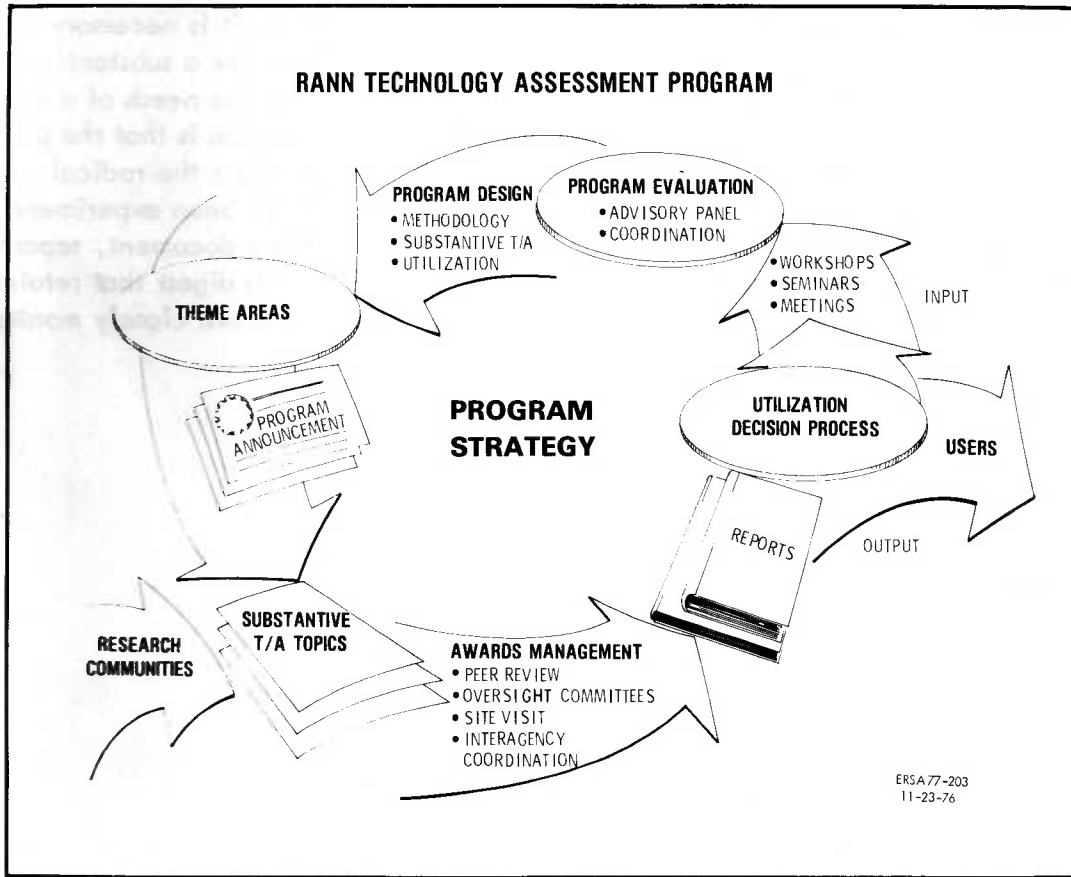 RANN TECHNOLOGY ASSESSMENT PROGRAM
PROGRAM DESIGN
• METHODOLOGY
• SUBSTANTIVE T/A
• UTILIZATION
PROGRAM EVALUATION
• ADVISORY PANEL
• COORDINATION
• WORKSHOPS
• SEMINARS
• MEETINGS
INPUT
THEME AREAS
PROGRAM
ANNOUNCEMENT
PROGRAM
STRATEGY
UTILIZATION
DECISION PROCESS
USERS
REPORTS
OUTPUT
RESEARCH
COMMUNITIES
SUBSTANTIVE
T/A TOPICS
AWARDS MANAGEMENT
• PEER REVIEW
• OVERSIGHT COMMITTEES
• SITE VISIT
• INTERAGENCY
COORDINATION
ERSA 77-203
11-23-76